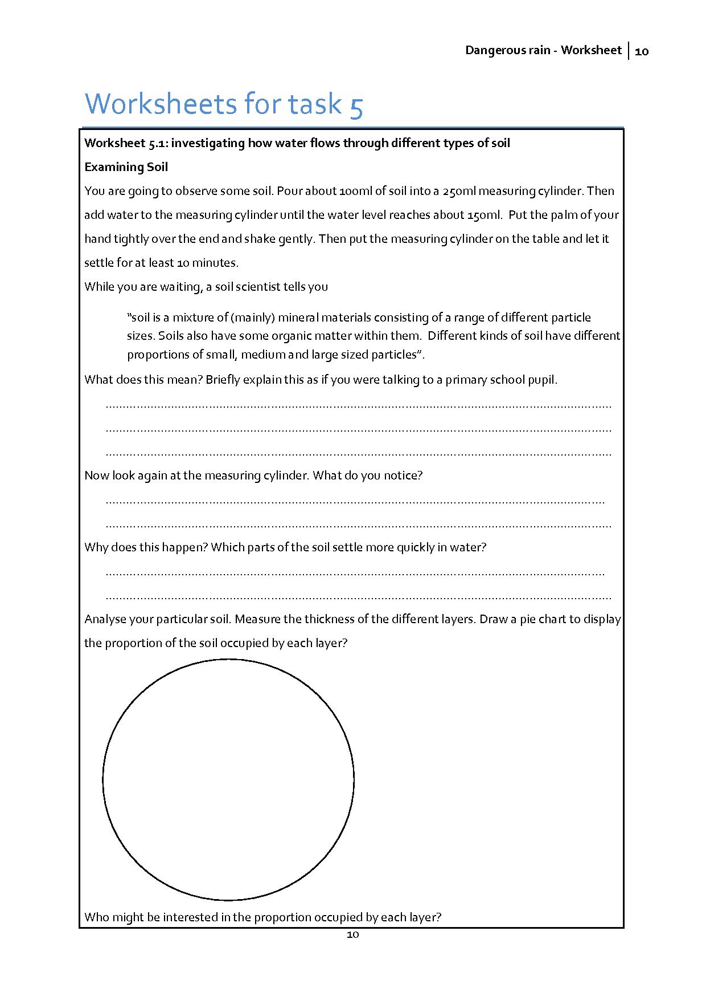 Dangerous rain - Worksheet 10
Worksheets for task 5
Worksheet 5.1: investigating how water flows through different types of soil
Examining Soil
You are going to observe some soil. Pour about 100ml of soil into a 250ml measuring cylinder. Then
add water to the measuring cylinder until the water level reaches about 150ml.  Put the palm of your
hand tightly over the end and shake gently. Then put the measuring cylinder on the table and let it
settle for at least 10 minutes.
While you are waiting, a soil scientist tells you
“soil is a mixture of (mainly) mineral materials consisting of a range of different particle
sizes. Soils also have some organic matter within them.  Different kinds of soil have different
proportions of small, medium and large sized particles”.
What does this mean? Briefly explain this as if you were talking to a primary school pupil.
Now look again at the measuring cylinder. What do you notice?
Why does this happen? Which parts of the soil settle more quickly in water?
Analyse your particular soil. Measure the thickness of the different layers. Draw a pie chart to display
the proportion of the soil occupied by each layer?
Who might be interested in the proportion occupied by each layer?
10